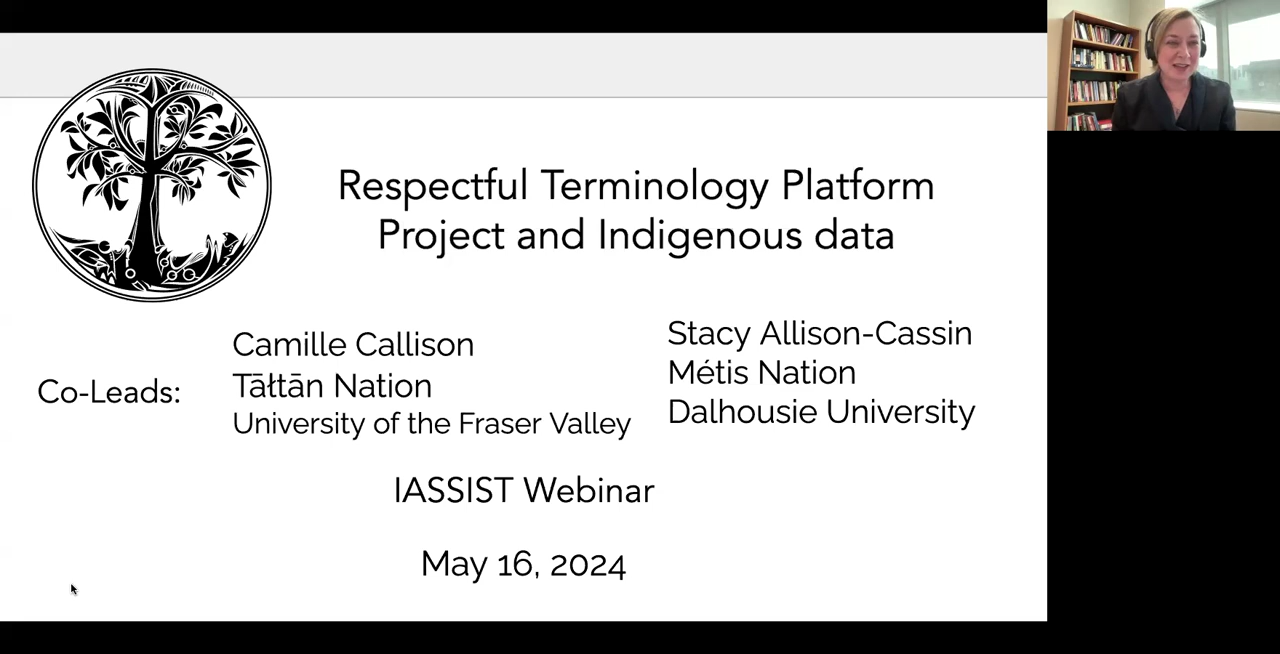 Respectful Terminology Platform
Project and Indigenous data
Co-Leads:
Camille Callison
Tāłtān Nation
University of the Fraser Valley
Stacy Allison-Cassin
Métis Nation
Dalhousie University
IASSIST Webinar
May 16, 2024